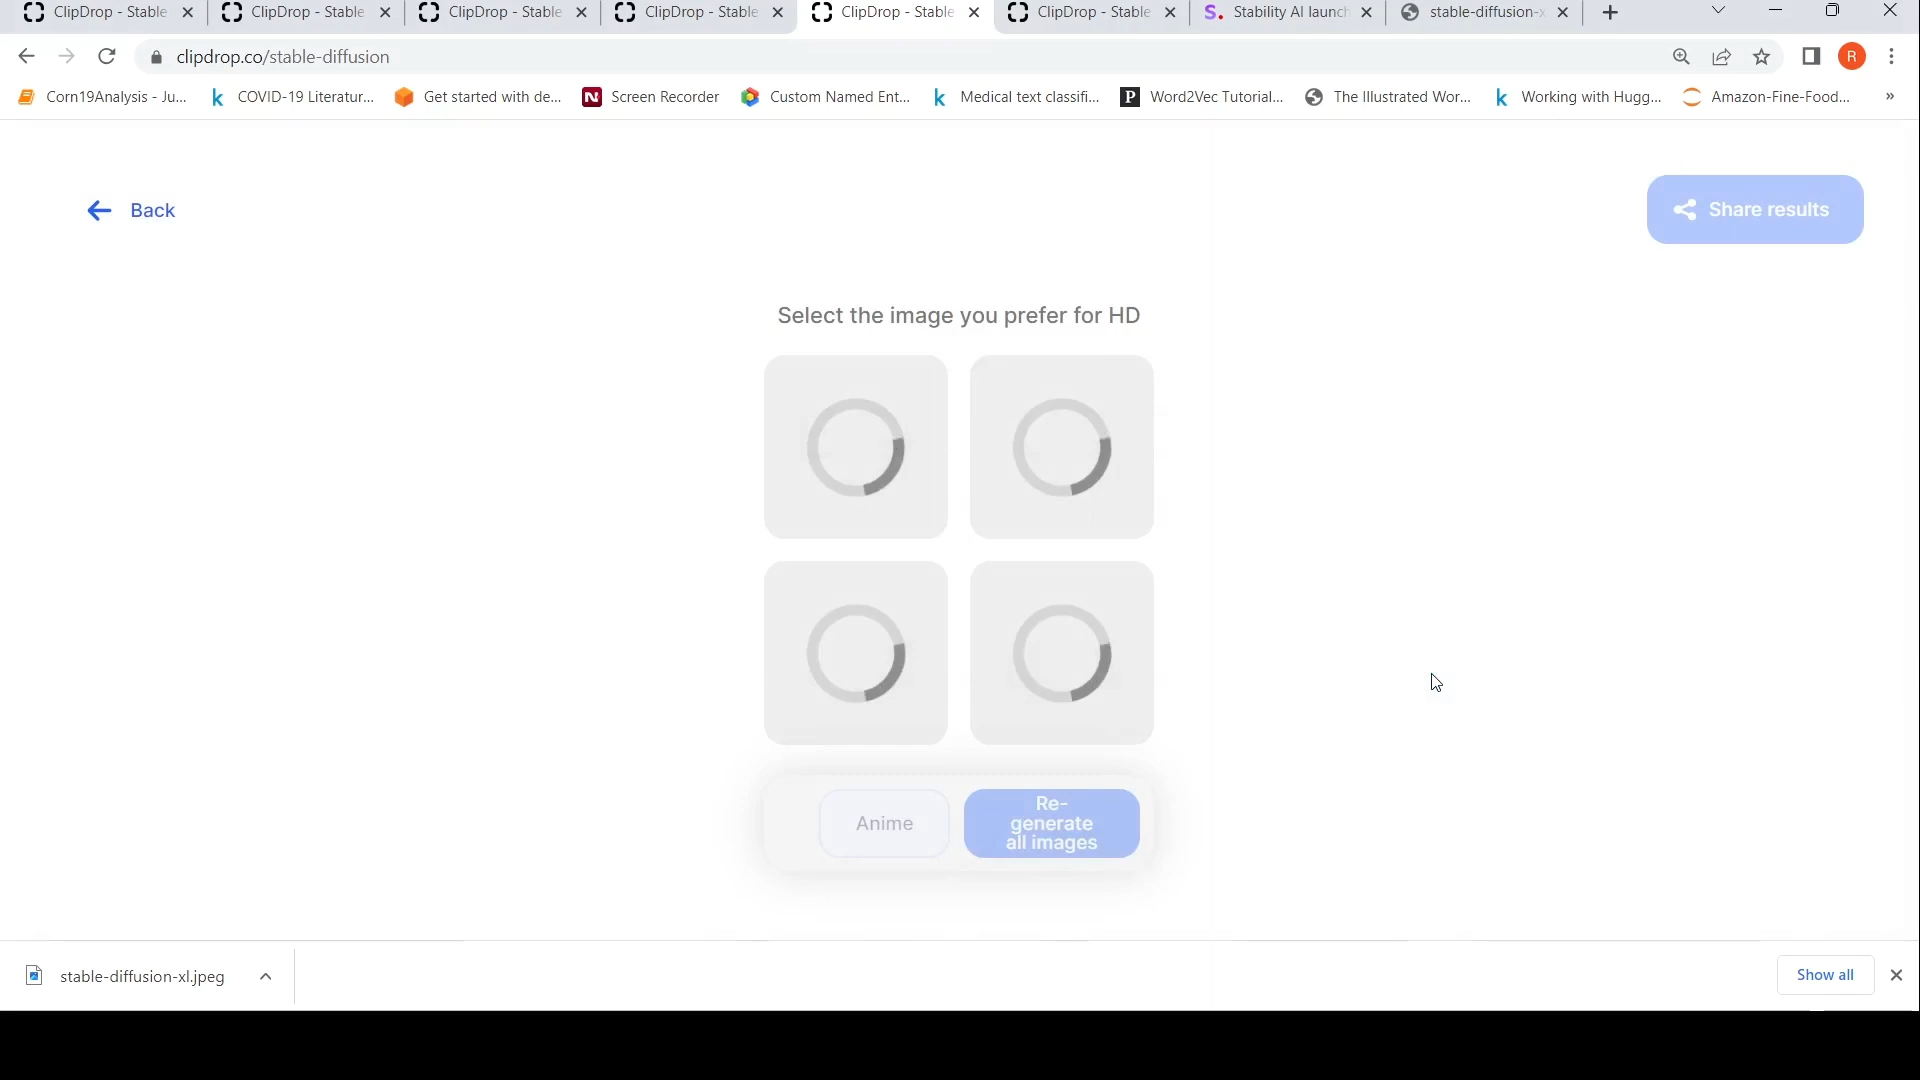 ClipDrop - Stable ClipDrop - Stable ClipDrop - Stable ClipDrop - Stable ClipDrop - Stable ClipDrop - Stable S. Stability AI launch stable-diffusion-x
clipdrop.co/stable-diffusion R
Corn19Analysis - Ju... k COVID-19 Literatur... Get started with de... N Screen Recorder Custom Named Ent... k Medical text classifi... P Word2Vec Tutorial... The Illustrated Wor... k Working with Hugg... Amazon-Fine-Food... »
Back Share results
Select the image you prefer for HD
Anime
Re-
generate
all images
stable-diffusion-xl.jpeg Show all